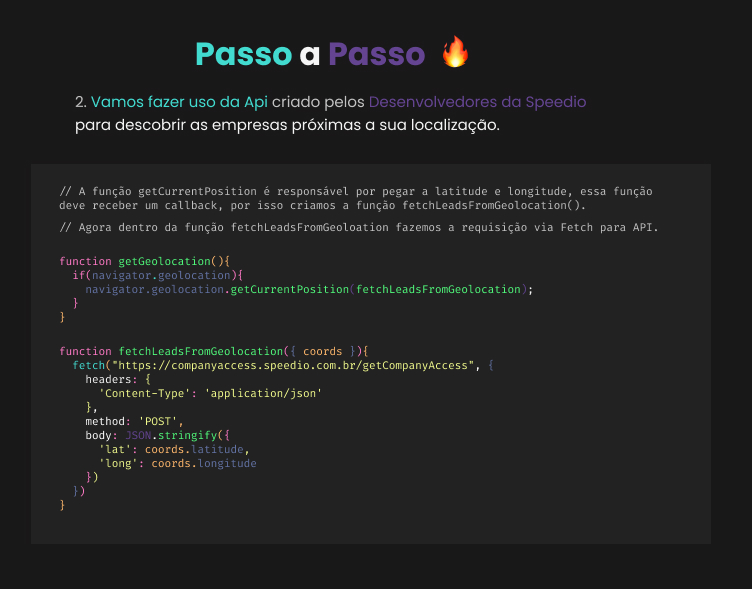 Passo a Passo 🔥
2. Vamos fazer uso da Api criado pelos Desenvolvedores da Speedio
para descobrir as empresas próximas a sua localização.
// A função getCurrentPosition é responsável por pegar a latitude e longitude, essa função
deve receber um callback, por isso criamos a função fetchLeadsFromGeolocation().
// Agora dentro da função fetchLeadsFromGeoloation fazemos a requisição via Fetch para API.
function getGeolocation(){
  if(navigator.geolocation){
    navigator.geolocation.getCurrentPosition(fetchLeadsFromGeolocation);
  }
}
function fetchLeadsFromGeolocation({ coords }){
  fetch("https://companyaccess.speedio.com.br/getCompanyAccess", {
    headers: {
      'Content-Type': 'application/json'
    },
    method: 'POST',
    body: JSON.stringify({
      'lat': coords.latitude,
      'long': coords.longitude
    })
  })
}